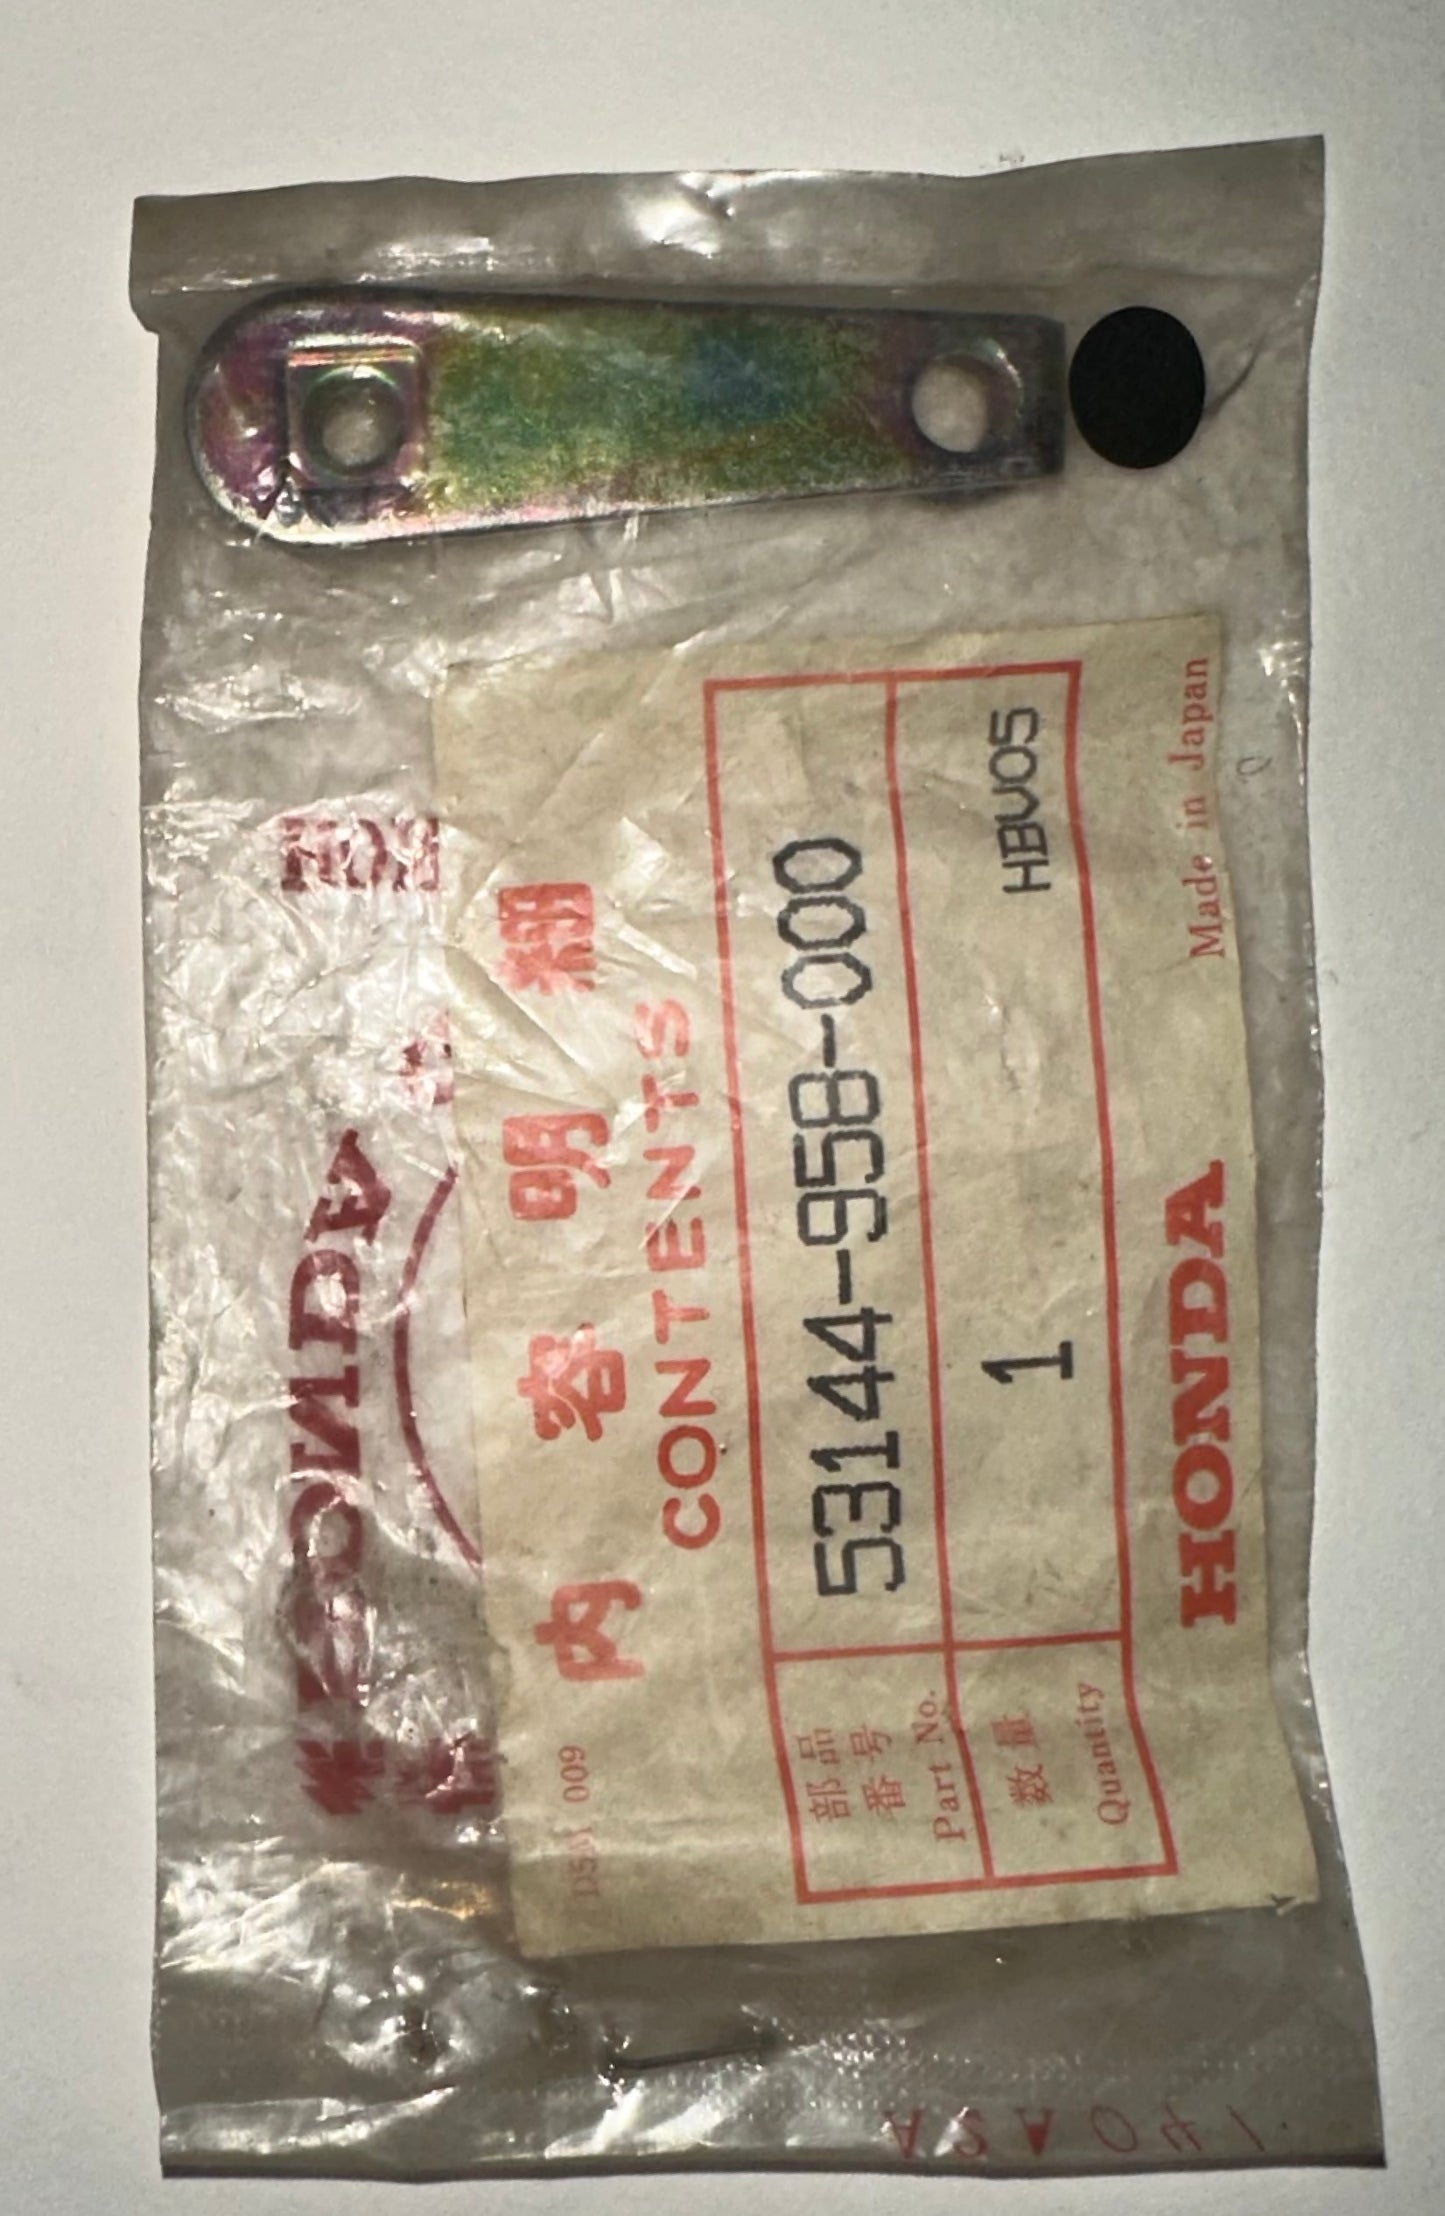 DSM 009
内容明細
CONTENTS
部品
番号
Part No.
53144-958-000
数量
Quantity
1
HBV05
HONDA
Made in Japan
HONDA